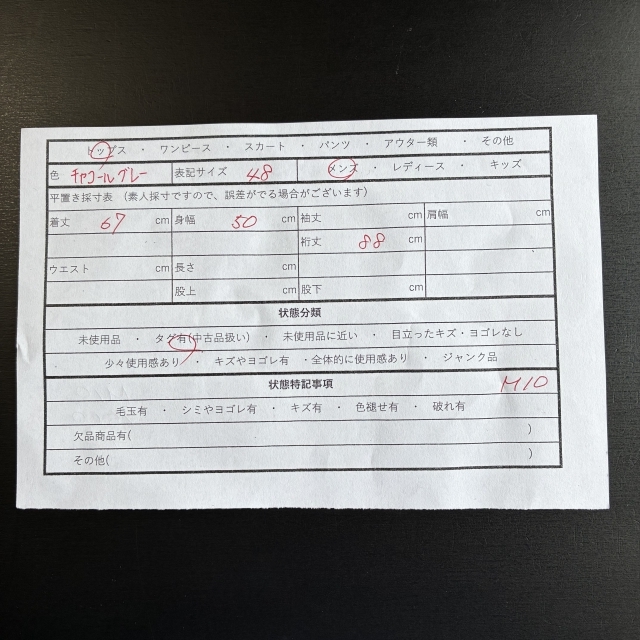 トップス ・ ワンピース ・ スカート ・ パンツ ・ アウター類 ・ その他
色 チャコールグレー 表記サイズ 48 メンズ ・ レディース ・ キッズ
平置き採寸表 (素人採寸ですので、誤差がでる場合がございます)
着丈 67 cm 身幅 50 cm 袖丈 cm 肩幅 cm
裄丈 88 cm
ウエスト cm 長さ cm
股上 cm 股下 cm
状態分類
未使用品 ・ タグ有(中古品扱い) ・ 未使用品に近い ・ 目立ったキズ・ヨゴレなし
少々使用感あり ・ キズやヨゴレ有 ・全体的に使用感あり ・ ジャンク品
状態特記事項 M10
毛玉有 ・ シミやヨゴレ有 ・ キズ有 ・ 色褪せ有 ・ 破れ有
欠品商品有( )
その他( )